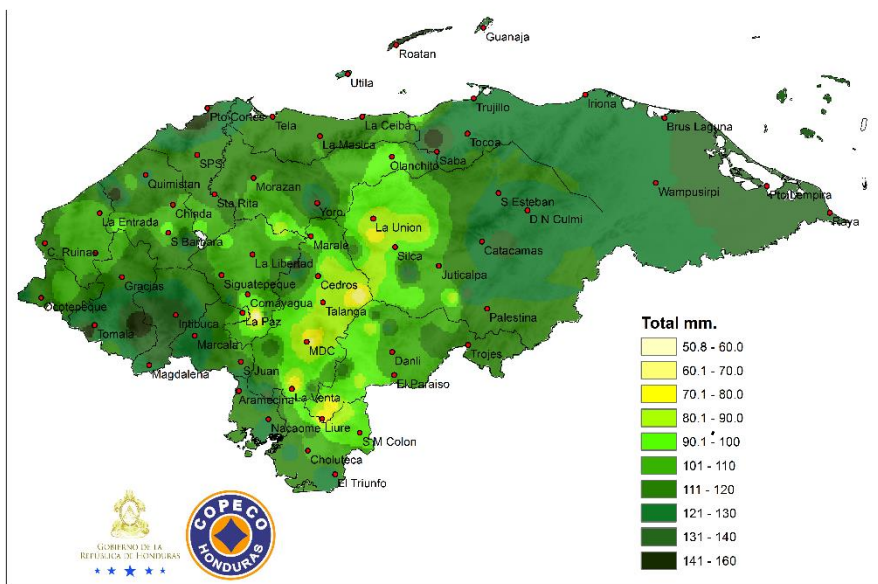 Guanaja
Roatan
Utila
Trujillo
Iriona
Pto Cortes
Tela
La Ceiba
Brus Laguna
La Masica
Tocoa
Saba
SPS
Olanchito
Quimistan
Morazan
Wampusirpi
Pto Lempira
Sta Rita
S Esteban
Chinda
Yoro
D N Culmi
Raya
La Entrada
La Union
S Barbara
Marale
Catacamas
C. Ruinas
Silca
La Libertad
Juticalpa
Gracias
Siguatepeque
Cedros
Ocotepeque
Comayagua
Talanga
Palestina
Intibuca
La Paz
Tomala
Marcala
MDC
Trojes
Danli
Magdalena
S Juan
El Paraiso
Aramecina
La Venta
Nacaome
Liure
S M Colon
Choluteca
El Triunfo
Total mm.
50.8 - 60.0
60.1 - 70.0
70.1 - 80.0
80.1 - 90.0
90.1 - 100
101 - 110
111 - 120
121 - 130
131 - 140
141 - 160
GOBIERNO DE LA
REPÚBLICA DE HONDURAS
COPECO
HONDURAS